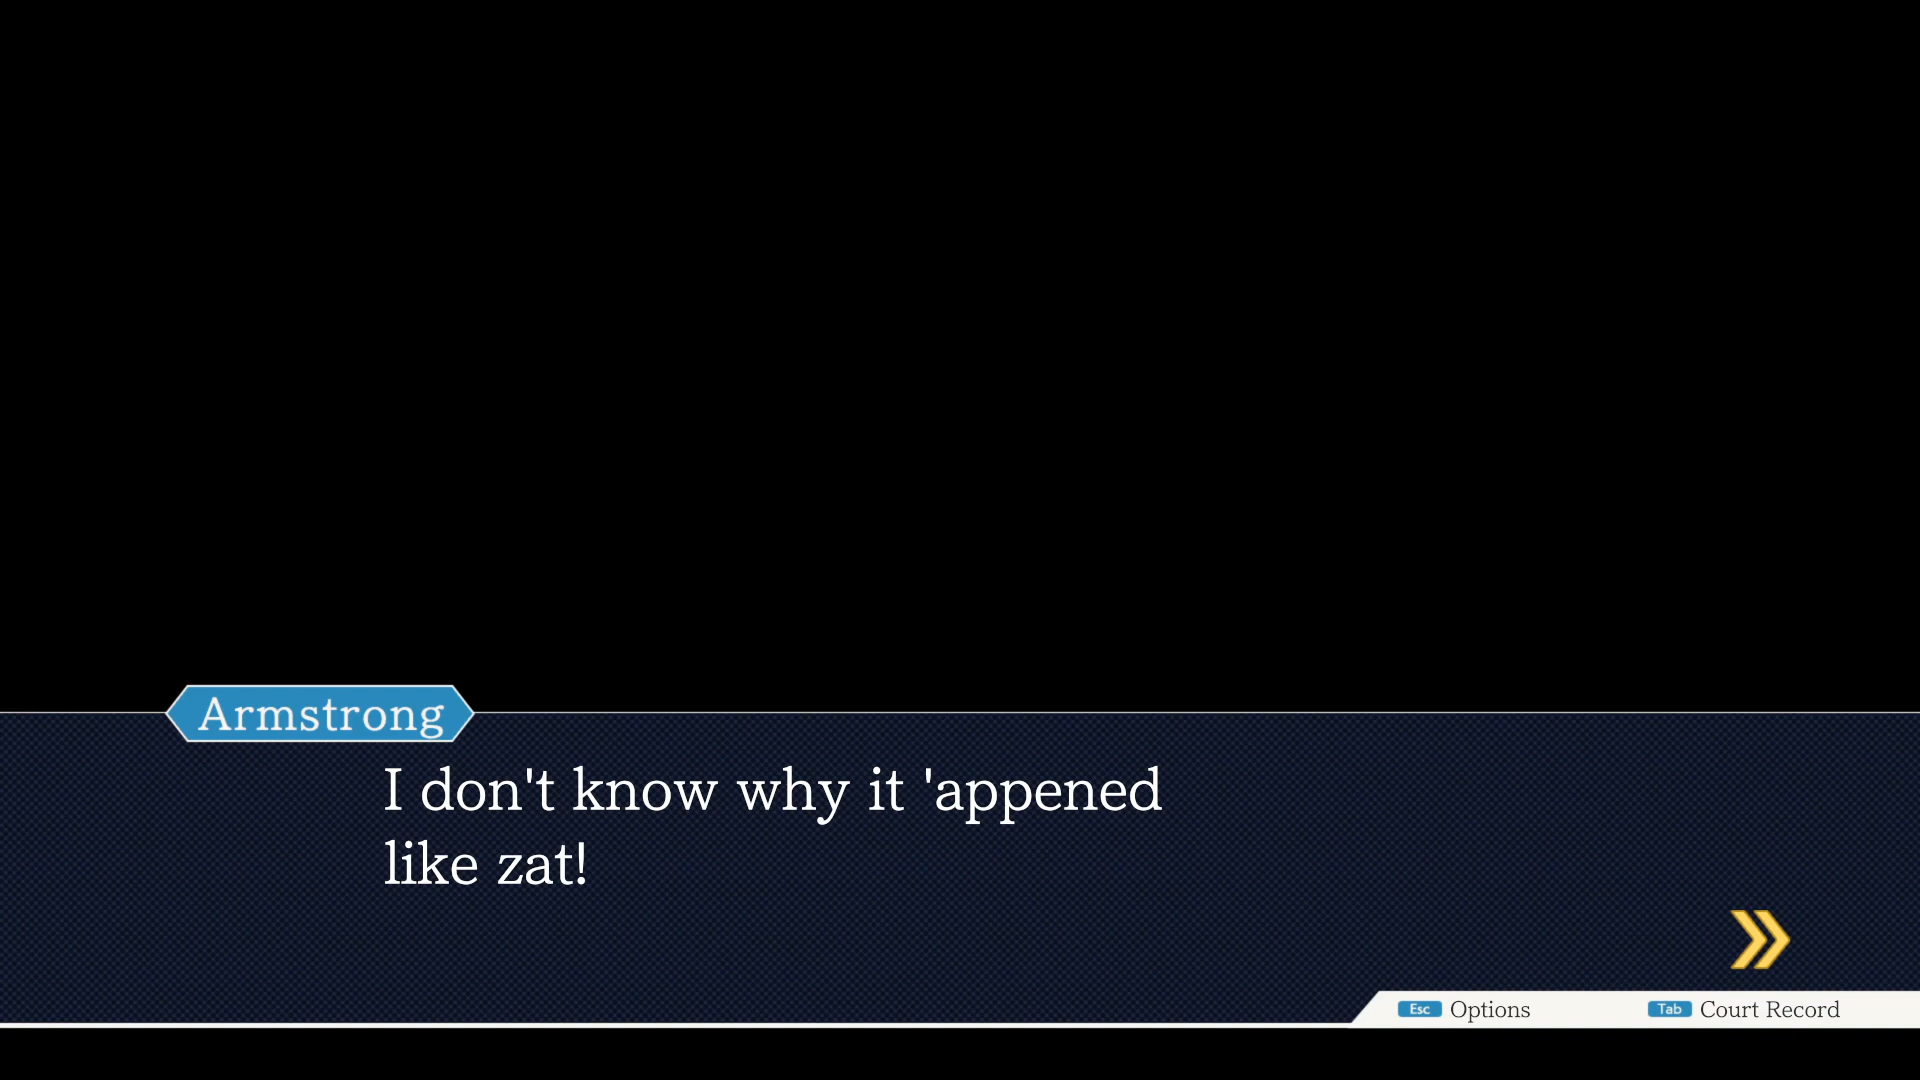 Armstrong
I don't know why it 'appened
like zat!
Esc Options Tab Court Record